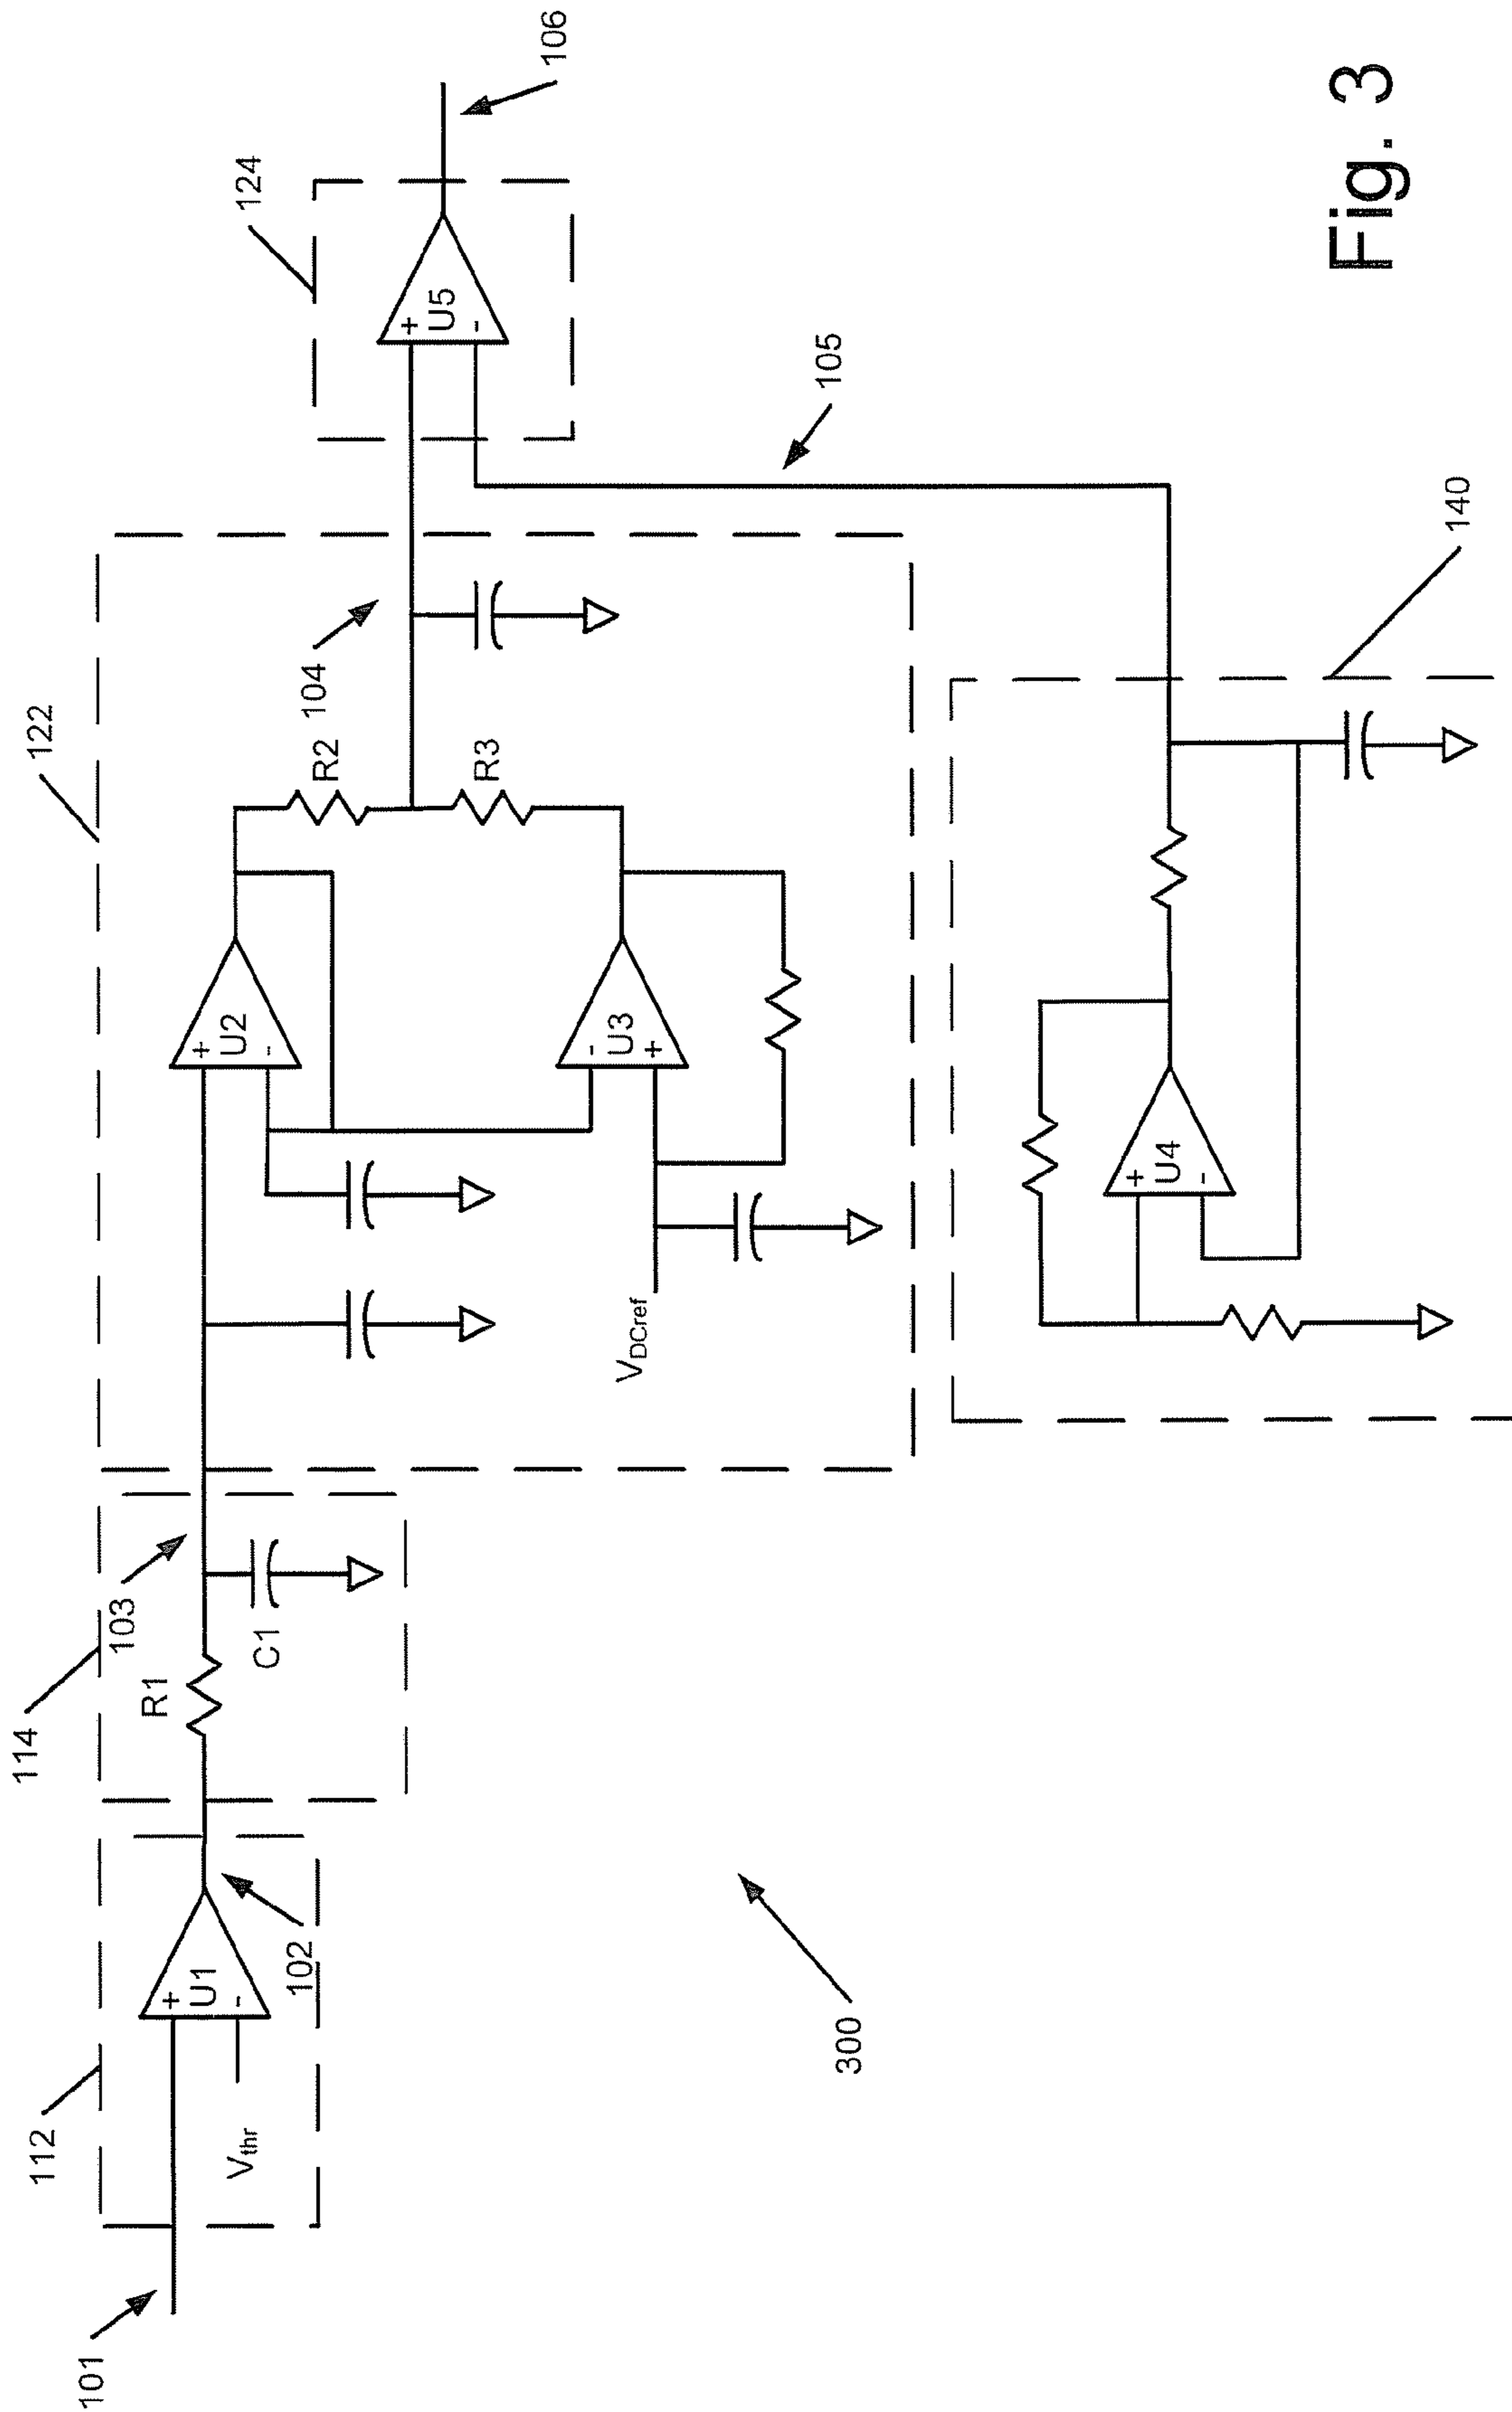 101
112
Vthr
+
U1
-
102
114
R1
C1
103
122
+
U2
-
-
U3
+
VDCref
R2
R3
104
124
+
U5
-
106
105
140
+
U4
-
300
Fig. 3